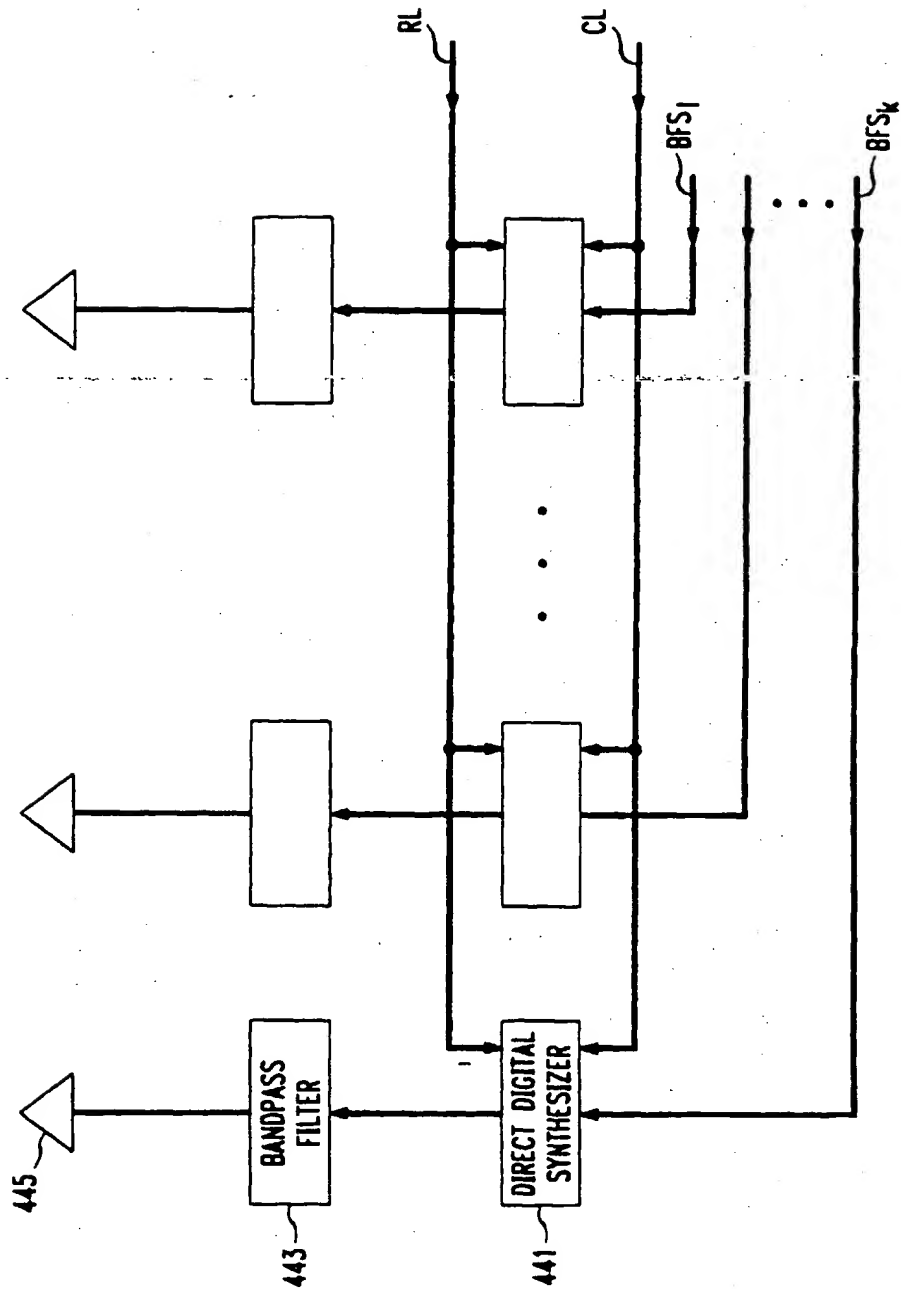 445
BANDPASS
FILTER
443
DIRECT DIGITAL
SYNTHESIZER
441
RL
CL
BFS1
BFSk